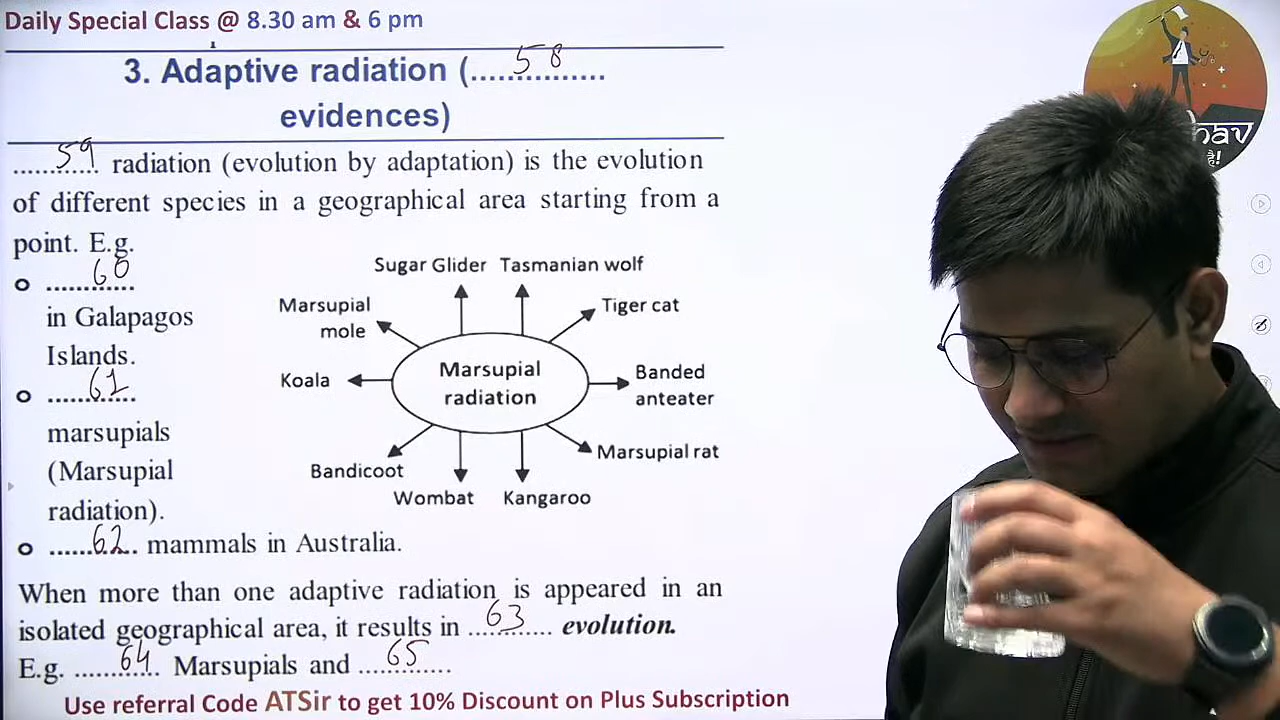 Daily Special Class @ 8.30 am & 6 pm
3. Adaptive radiation (...............58
evidences)
............59 radiation (evolution by adaptation) is the evolution
of different species in a geographical area starting from a
point. E.g.
............60
in Galapagos
Islands.
............61
marsupials
(Marsupial
radiation).
............62 mammals in Australia.
Sugar Glider
Tasmanian wolf
Marsupial
mole
Tiger cat
Koala
Marsupial
radiation
Banded
anteater
Bandicoot
Marsupial rat
Wombat
Kangaroo
When more than one adaptive radiation is appeared in an
isolated geographical area, it results in ............63 evolution.
E.g. ............64 Marsupials and ............65
Use referral Code ATSir to get 10% Discount on Plus Subscription